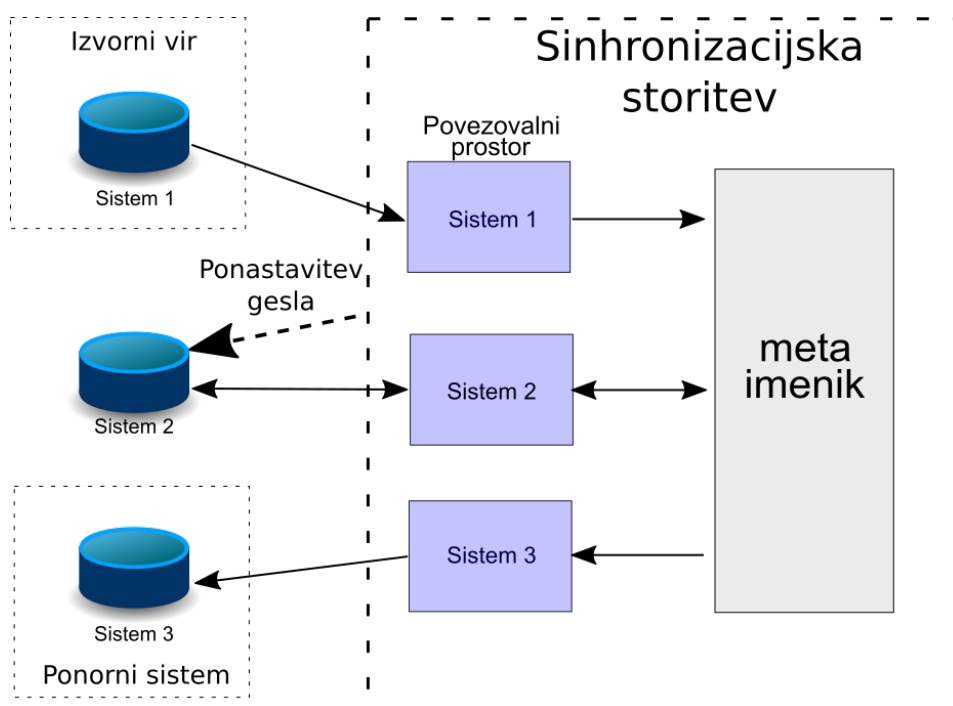 Izvorni vir
Sistem 1
Sinhronizacijska
storitev
Povezovalni
prostor
Sistem 1
Ponastavitev
gesla
Sistem 2
Sistem 2
meta
imenik
Sistem 3
Sistem 3
Ponorni sistem